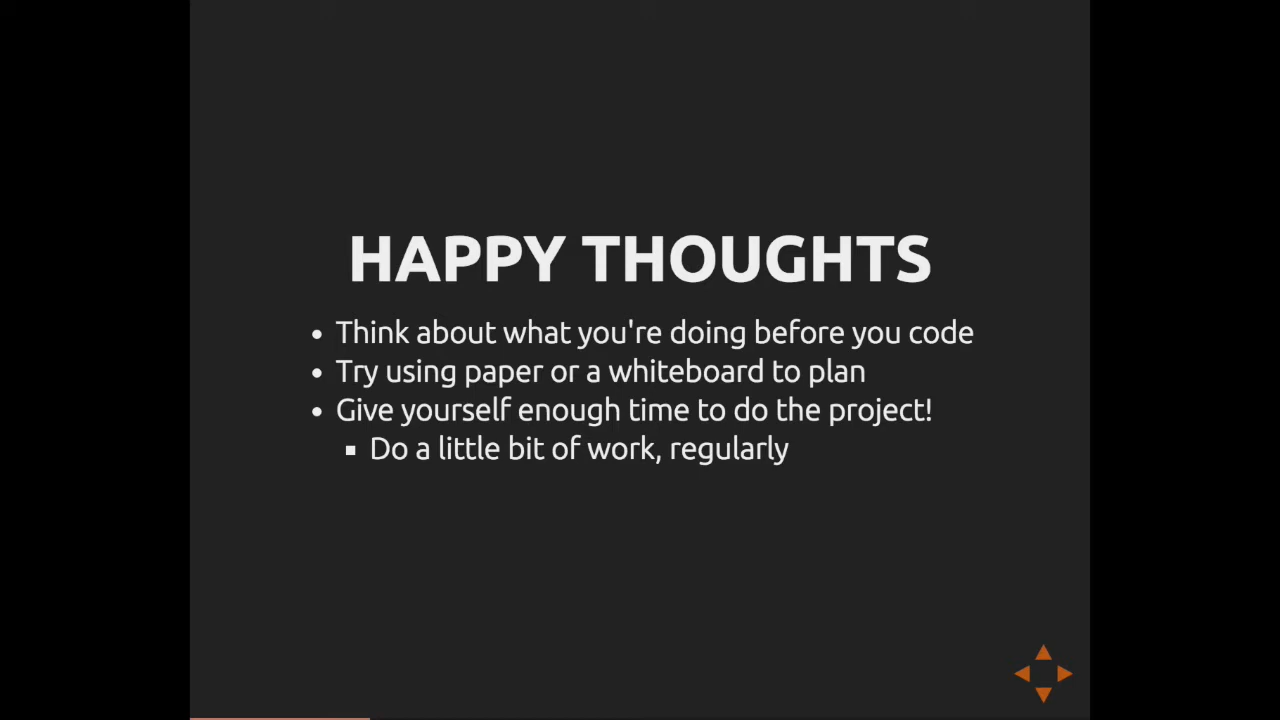 HAPPY THOUGHTS
Think about what you're doing before you code
Try using paper or a whiteboard to plan
Give yourself enough time to do the project!
Do a little bit of work, regularly